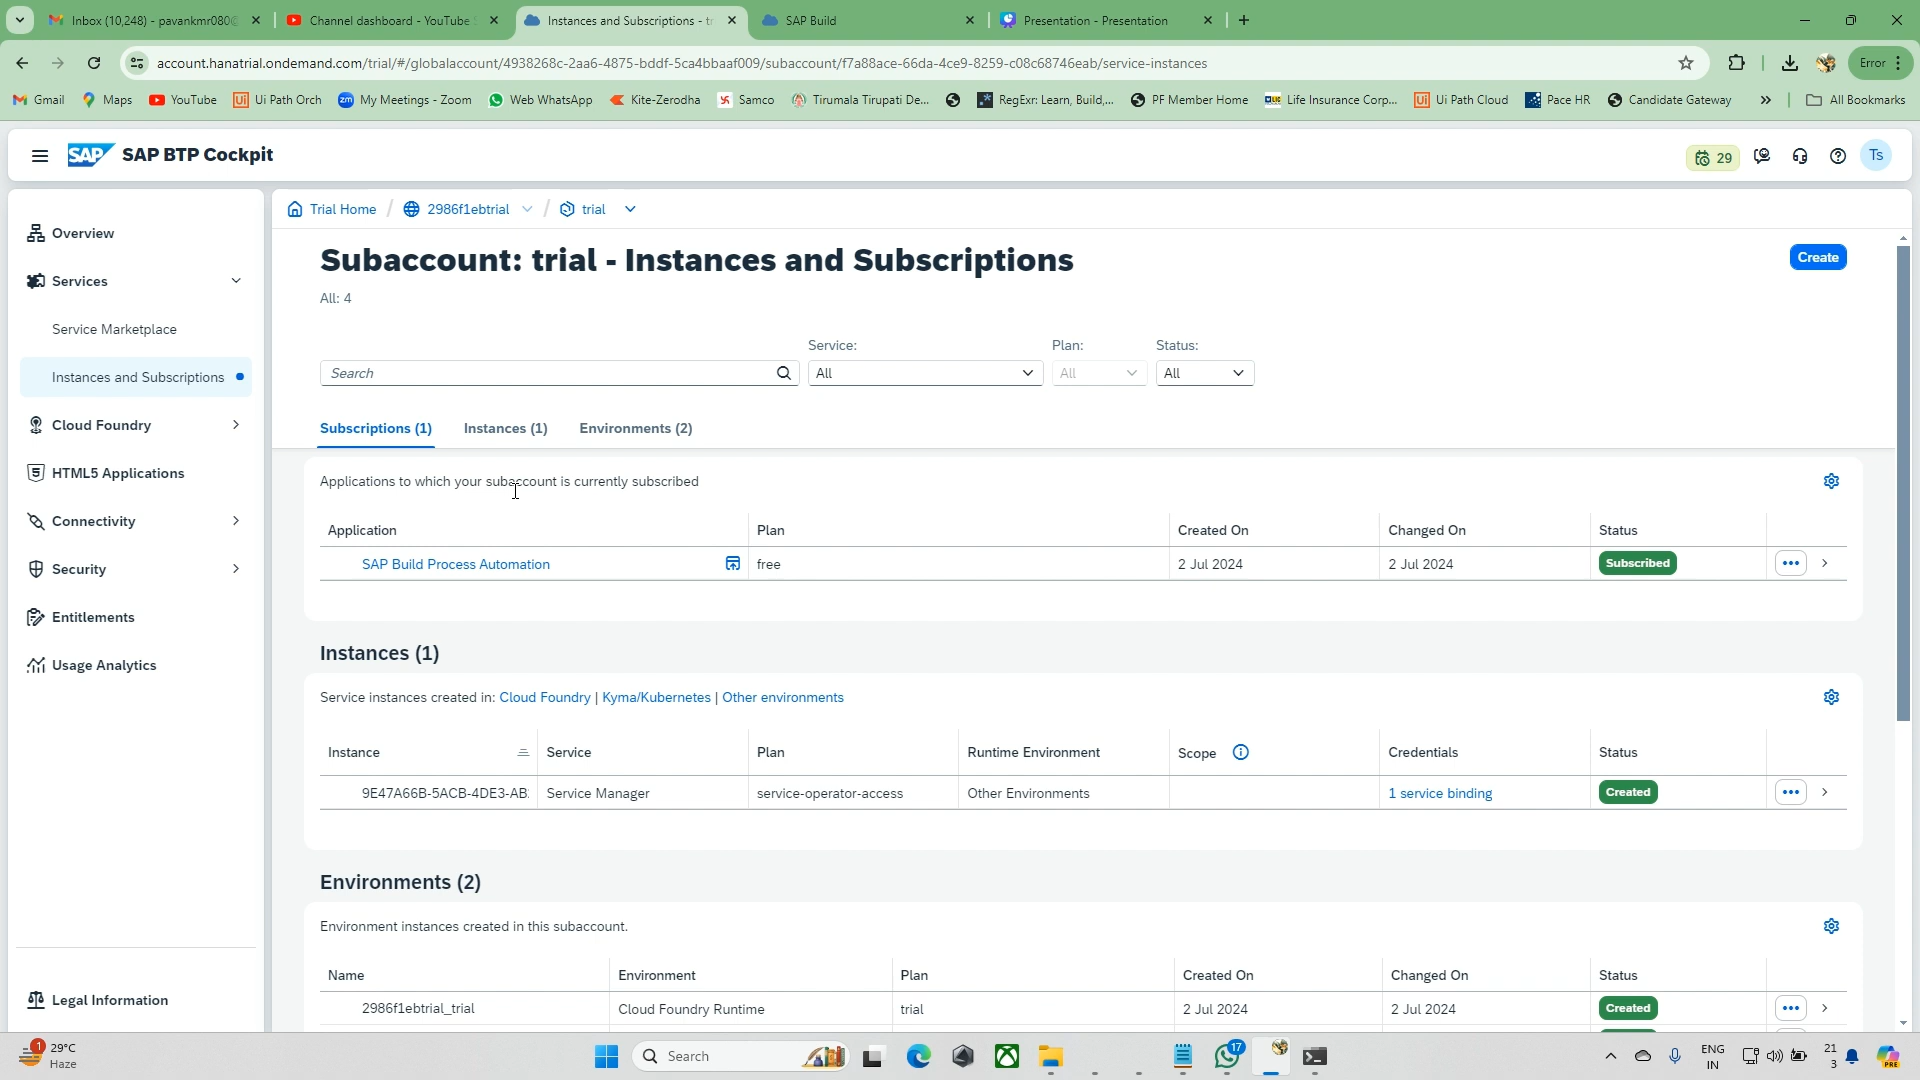 Inbox (10,248) - pavankmr080@
Channel dashboard - YouTube S
Instances and Subscriptions - tr
SAP Build
Presentation - Presentation
account.hanatrial.ondemand.com/trial/#/globalaccount/4938268c-2aa6-4875-bddf-5ca4bbaaf009/subaccount/f7a88ace-66da-4ce9-8259-c08c68746eab/service-instances
Error
Gmail
Maps
YouTube
Ui Path Orch
My Meetings - Zoom
Web WhatsApp
Kite-Zerodha
Samco
Tirumala Tirupati De...
RegExr: Learn, Build,...
PF Member Home
Life Insurance Corp...
Ui Path Cloud
Pace HR
Candidate Gateway
All Bookmarks
SAP
SAP BTP Cockpit
29
Ts
Overview
Services
Service Marketplace
Instances and Subscriptions
Cloud Foundry
HTML5 Applications
Connectivity
Security
Entitlements
Usage Analytics
Legal Information
Trial Home / 2986f1ebtrial / trial
Subaccount: trial - Instances and Subscriptions
Create
All: 4
Service:
Plan:
Status:
Search
All
All
All
Subscriptions (1)
Instances (1)
Environments (2)
Applications to which your subaccount is currently subscribed
Application
Plan
Created On
Changed On
Status
SAP Build Process Automation
free
2 Jul 2024
2 Jul 2024
Subscribed
Instances (1)
Service instances created in: Cloud Foundry | Kyma/Kubernetes | Other environments
Instance
Service
Plan
Runtime Environment
Scope
Credentials
Status
9E47A66B-5ACB-4DE3-AB
Service Manager
service-operator-access
Other Environments
1 service binding
Created
Environments (2)
Environment instances created in this subaccount.
Name
Environment
Plan
Created On
Changed On
Status
2986f1ebtrial_trial
Cloud Foundry Runtime
trial
2 Jul 2024
2 Jul 2024
Created
1
29°C
Haze
Search
17
ENG
IN
21
3
PRE